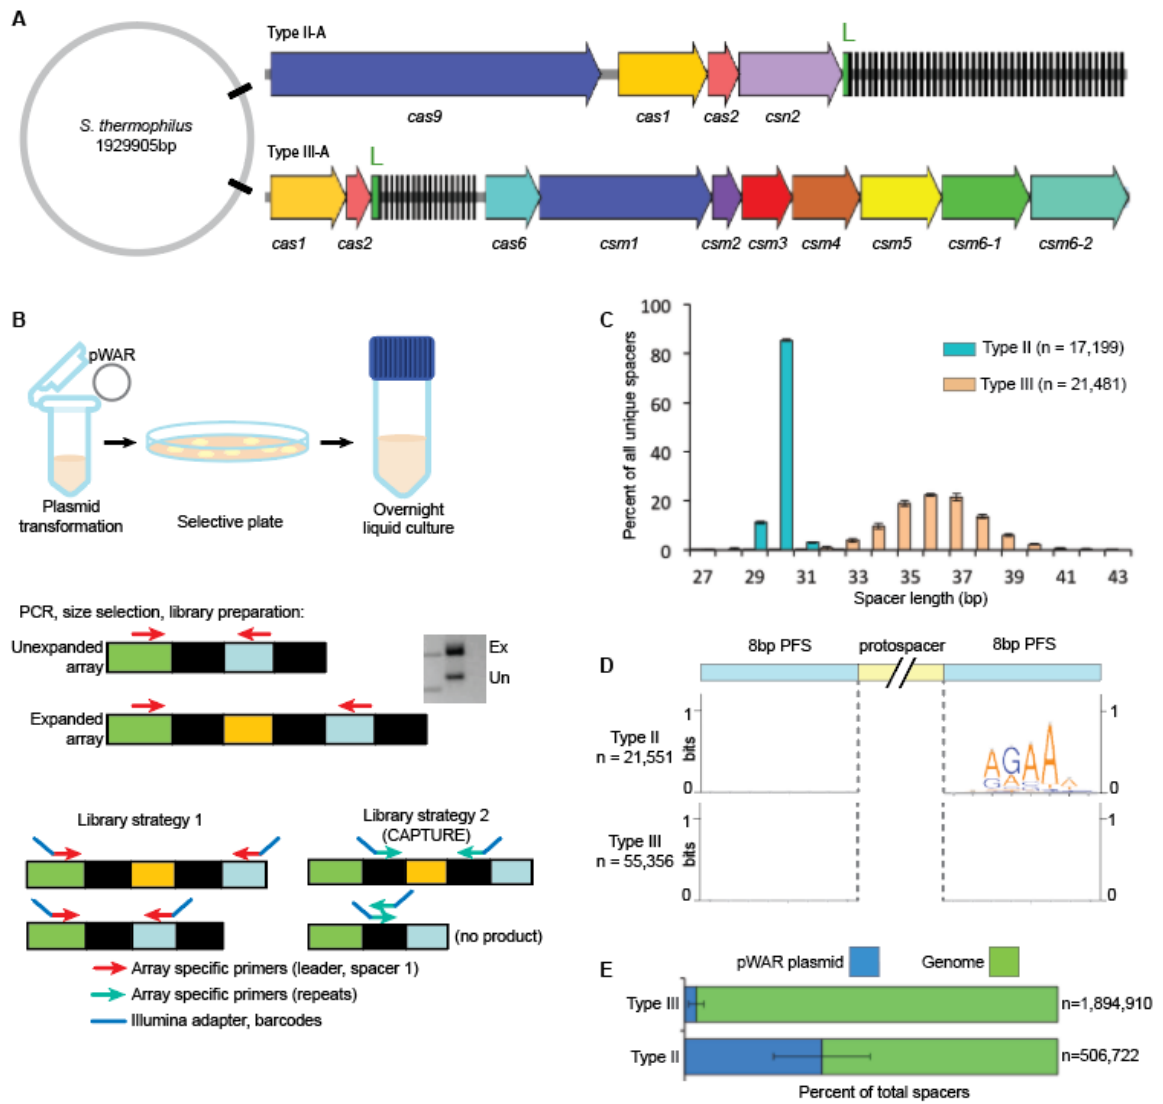 A
Type II-A
L
cas9
cas1
cas2
csn2
S. thermophilus
1929905bp
Type III-A
L
cas1
cas2
cas6
csm1
csm2
csm3
csm4
csm5
csm6-1
csm6-2
B
pWAR
Plasmid
transformation
Selective plate
Overnight
liquid culture
PCR, size selection, library preparation:
Unexpanded
array
Ex
Un
Expanded
array
Library strategy 1
Library strategy 2
(CAPTURE)
(no product)
Array specific primers (leader, spacer 1)
Array specific primers (repeats)
Illumina adapter, barcodes
C
Percent of all unique spacers
100
80
60
40
20
0
Type II (n = 17,199)
Type III (n = 21,481)
27 29 31 33 35 37 39 41 43
Spacer length (bp)
D
8bp PFS
protospacer
8bp PFS
Type II
n = 21,551
bits
1
0
AGAA
1
0
Type III
n = 55,356
bits
1
0
1
0
E
pWAR plasmid
Genome
Type III
n=1,894,910
Type II
n=506,722
Percent of total spacers